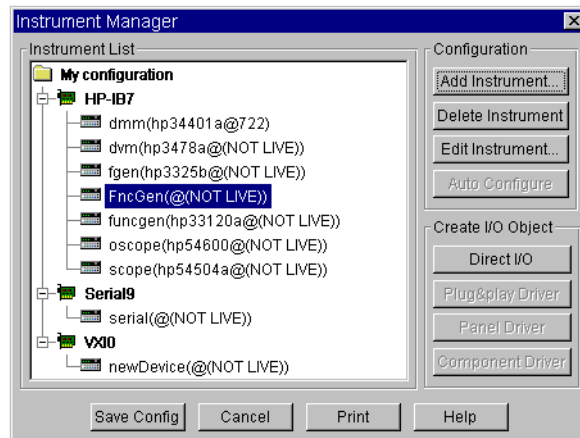 Instrument Manager
Instrument List
My configuration
HP-IB7
dmm(hp34401a@722)
dvm(hp3478a@(NOT LIVE))
fgen(hp3325b@(NOT LIVE))
FncGen(@(NOT LIVE))
funcgen(hp33120a@(NOT LIVE))
oscope(hp54600@(NOT LIVE))
scope(hp54504a@(NOT LIVE))
Serial9
serial(@(NOT LIVE))
VXI0
newDevice(@(NOT LIVE))
Configuration
Add Instrument...
Delete Instrument
Edit Instrument...
Auto Configure
Create I/O Object
Direct I/O
Plug&play Driver
Panel Driver
Component Driver
Save Config
Cancel
Print
Help